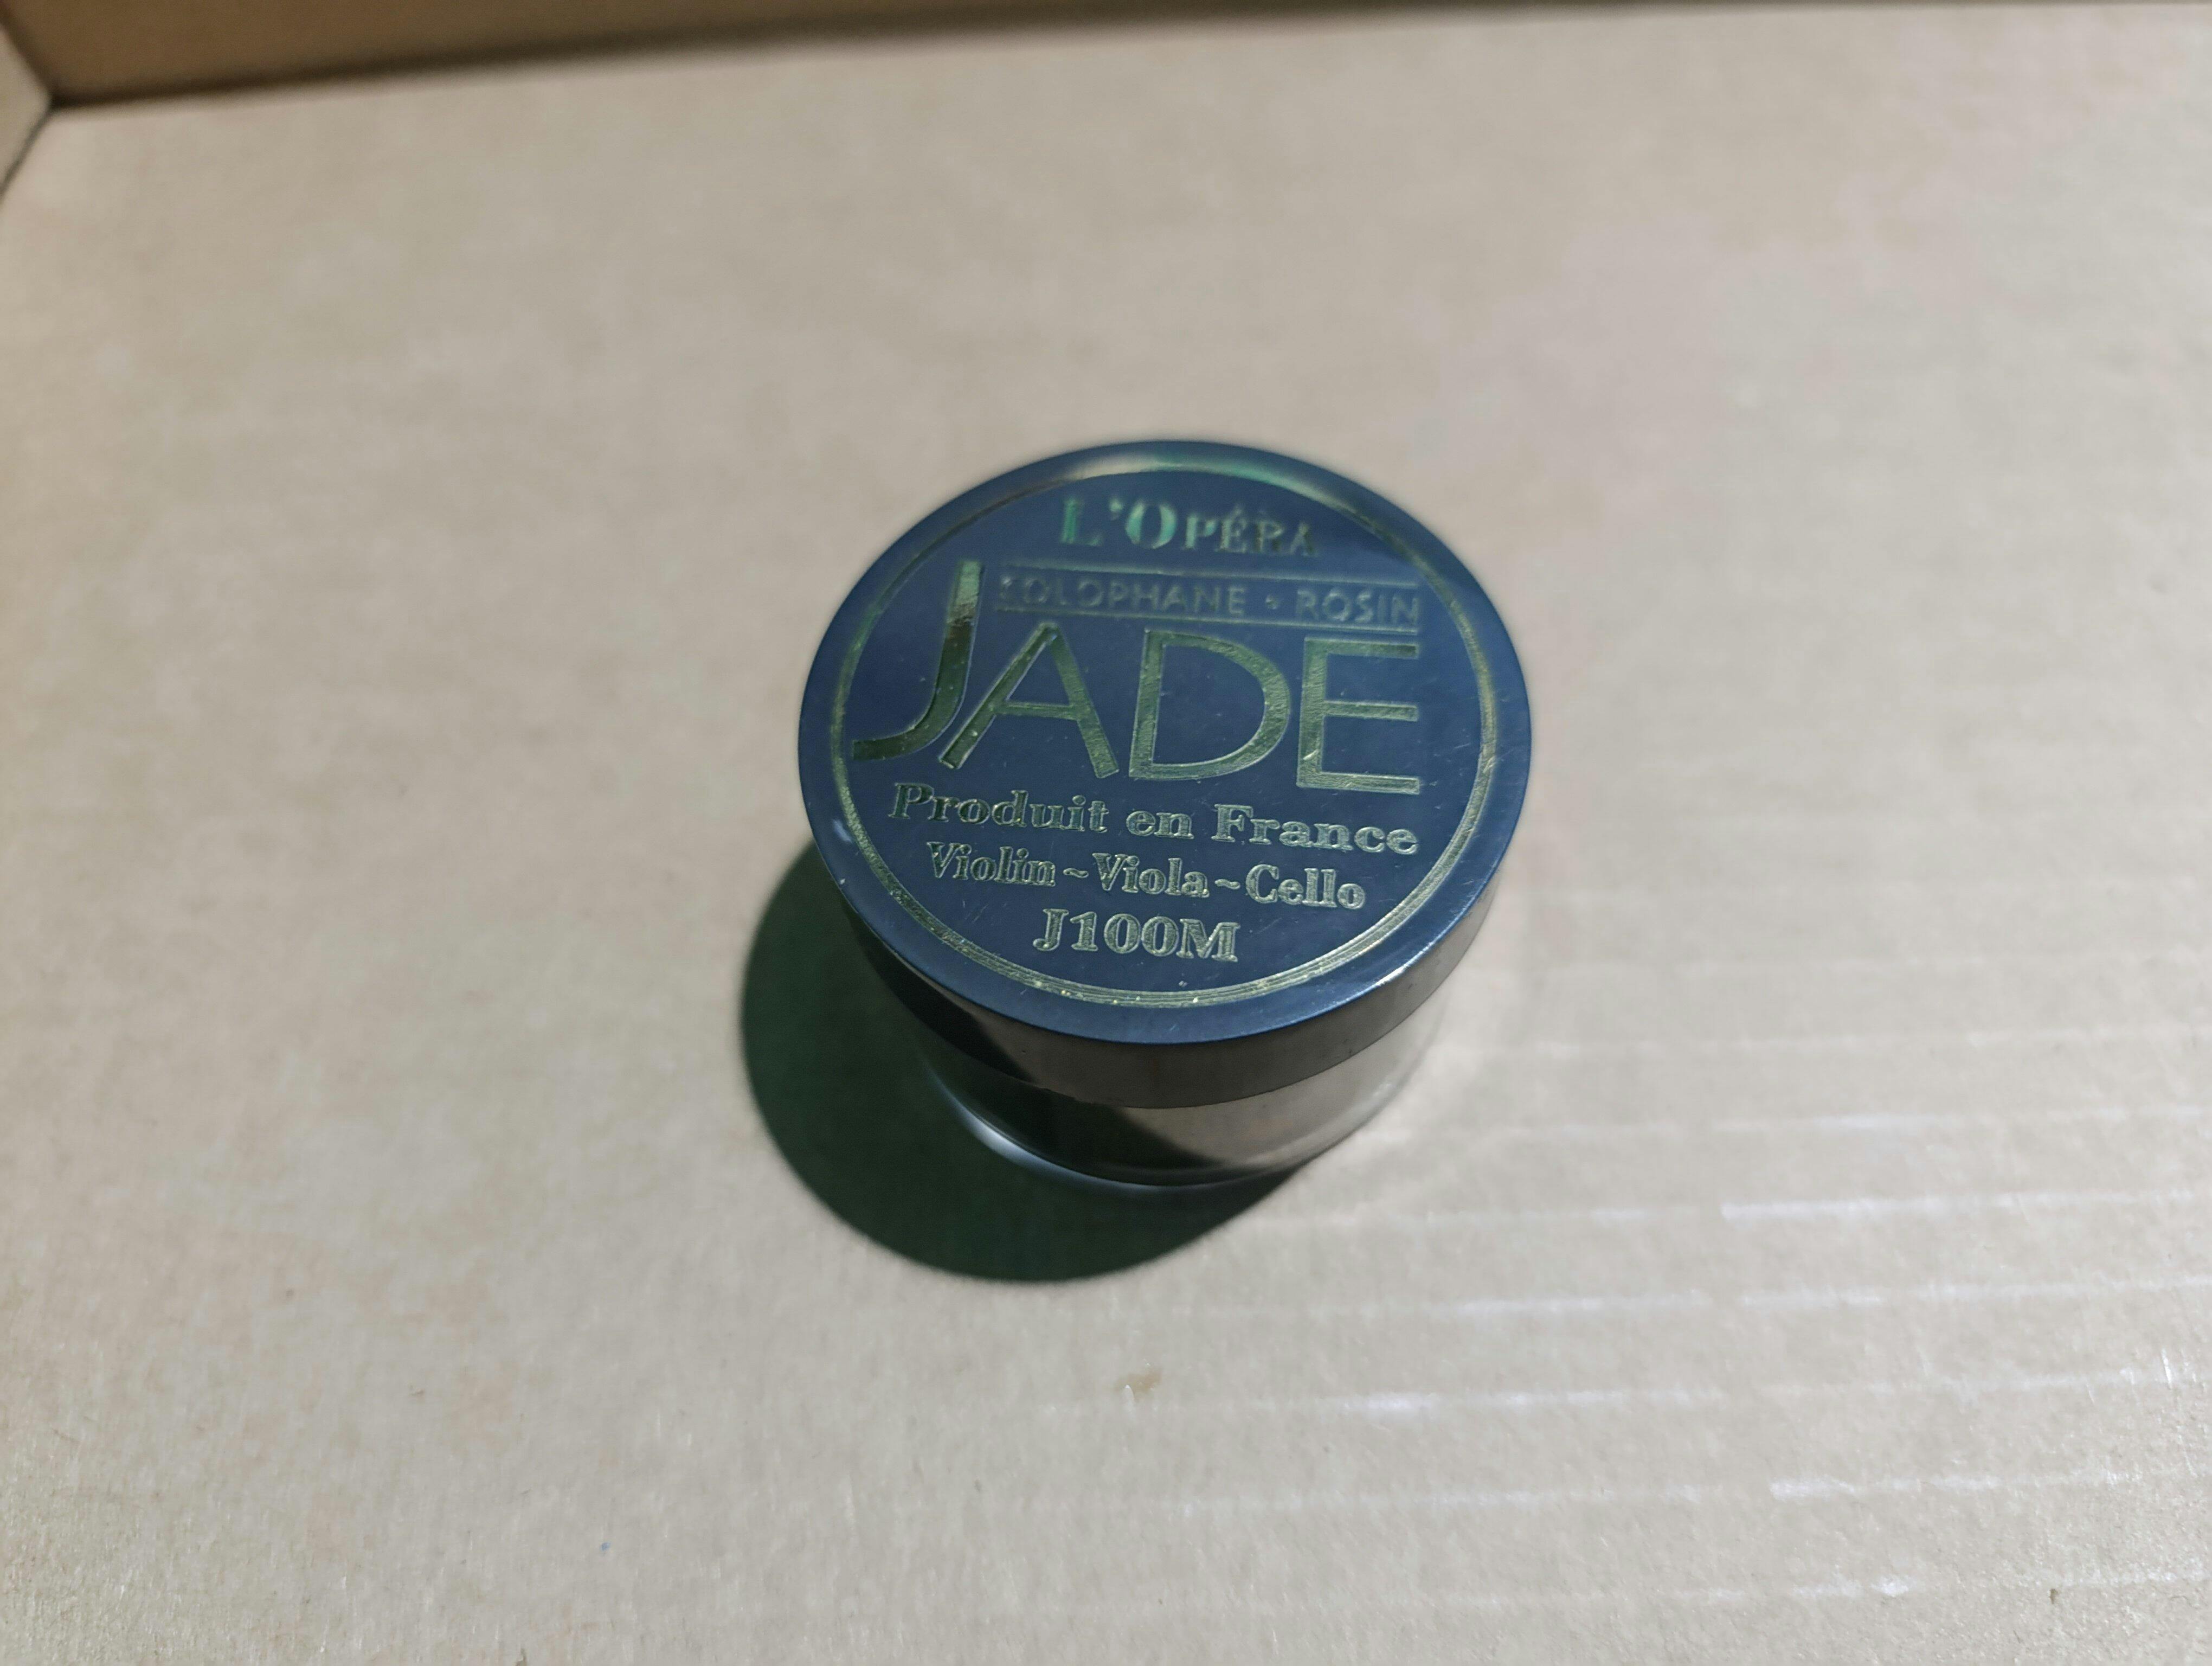 L'OPÉRA
COLOPHANE • ROSIN
JADE
Produit en France
Violin ~ Viola ~ Cello
J100M